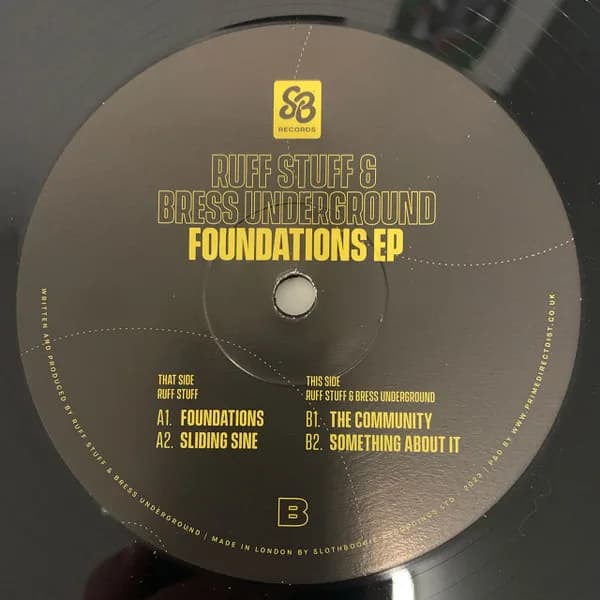 SB
RECORDS
RUFF STUFF &
BRESS UNDERGROUND
FOUNDATIONS EP
THAT SIDE
RUFF STUFF
A1. FOUNDATIONS
A2. SLIDING SINE
THIS SIDE
RUFF STUFF & BRESS UNDERGROUND
B1. THE COMMUNITY
B2. SOMETHING ABOUT IT
B
WRITTEN AND PRODUCED BY RUFF STUFF & BRESS UNDERGROUND | MADE IN LONDON BY SLOTHBOOGIE RECORDINGS LTD. 2023 | P&D BY WWW.PRIMEDIRECTDIST.CO.UK